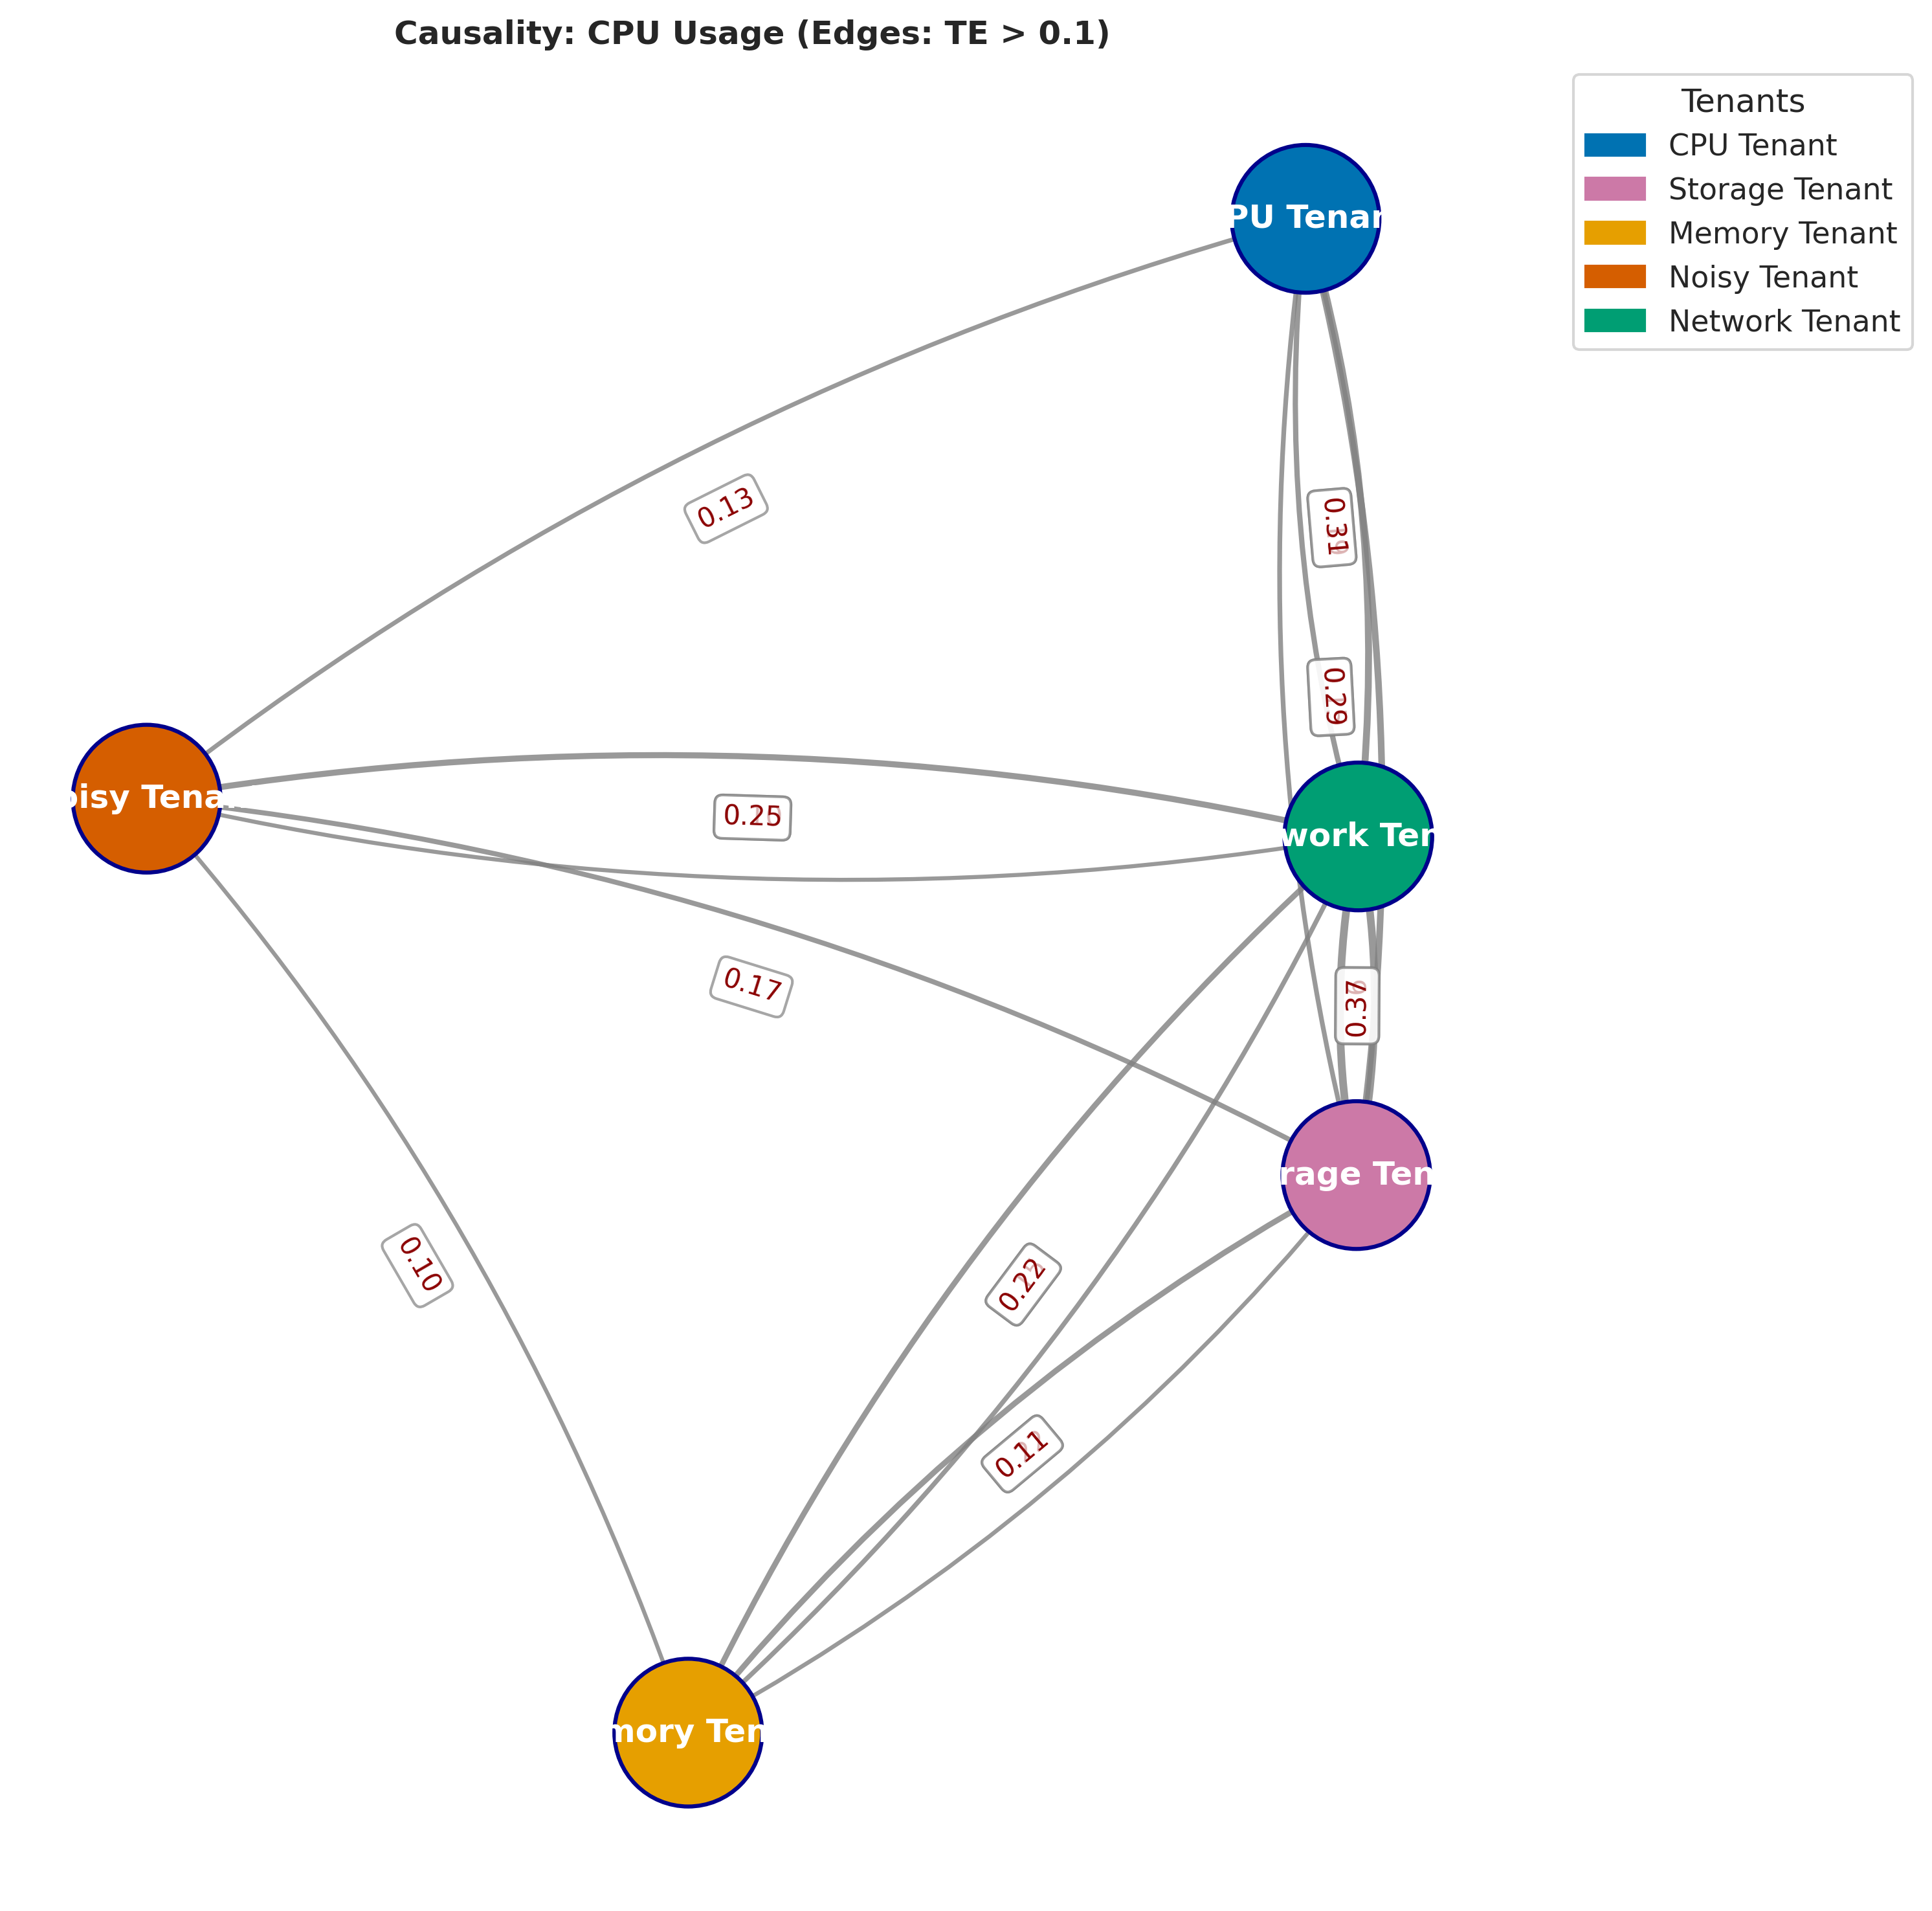 Causality: CPU Usage (Edges: TE > 0.1)
Tenants
CPU Tenant
Storage Tenant
Memory Tenant
Noisy Tenant
Network Tenant
PU Tenan
0.13
0.31
0.29
oisy Tena
0.25
work Ten
0.17
0.37
rage Ten
0.10
0.22
0.11
mory Ten